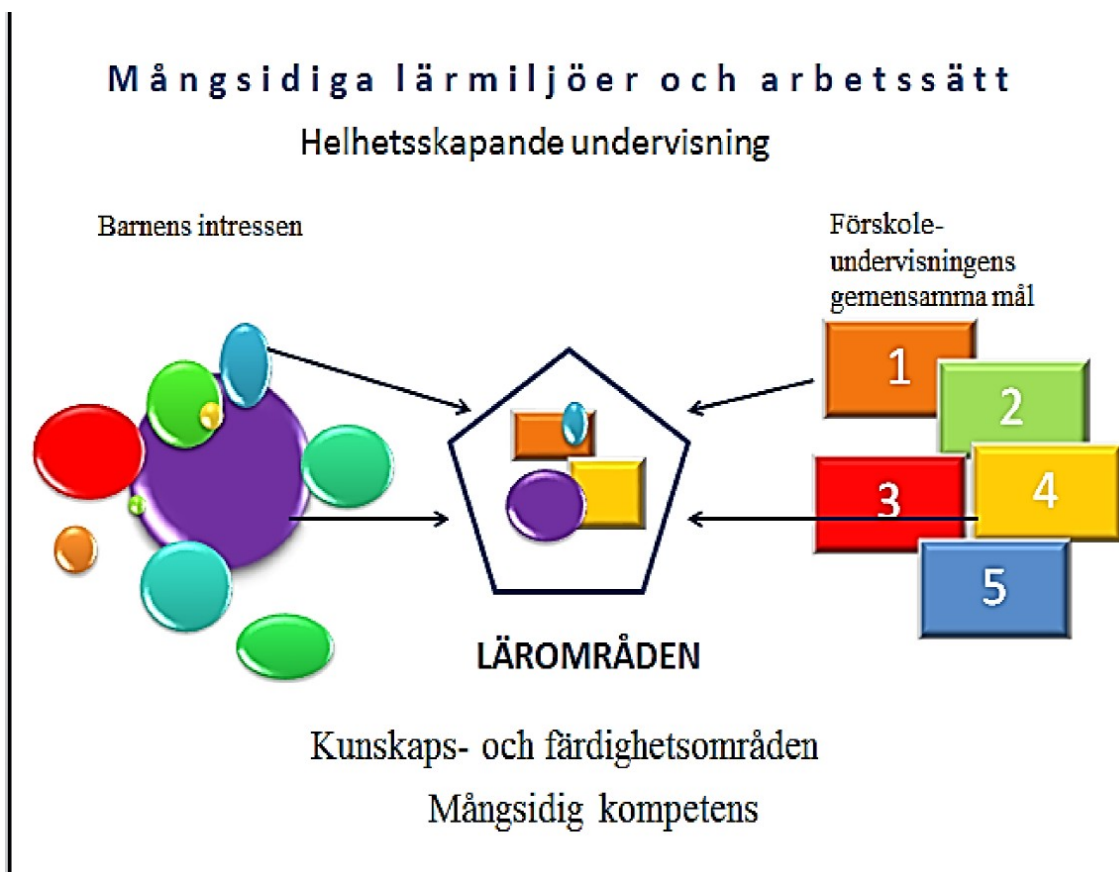 Mångsidiga lärmiljöer och arbetssätt
Helhetsskapande undervisning
Barnens intressen
Förskole-
undervisningens
gemensamma mål
1
2
3
4
5
LÄROMRÅDEN
Kunskaps- och färdighetsområden
Mångsidig kompetens